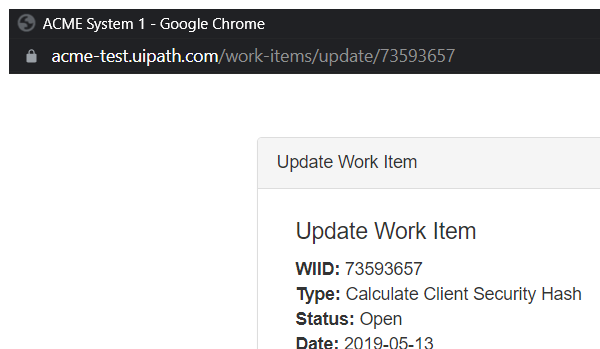 ACME System 1 - Google Chrome
acme-test.uipath.com/work-items/update/73593657
Update Work Item
Update Work Item
WIID: 73593657
Type: Calculate Client Security Hash
Status: Open
Date: 2019-05-13